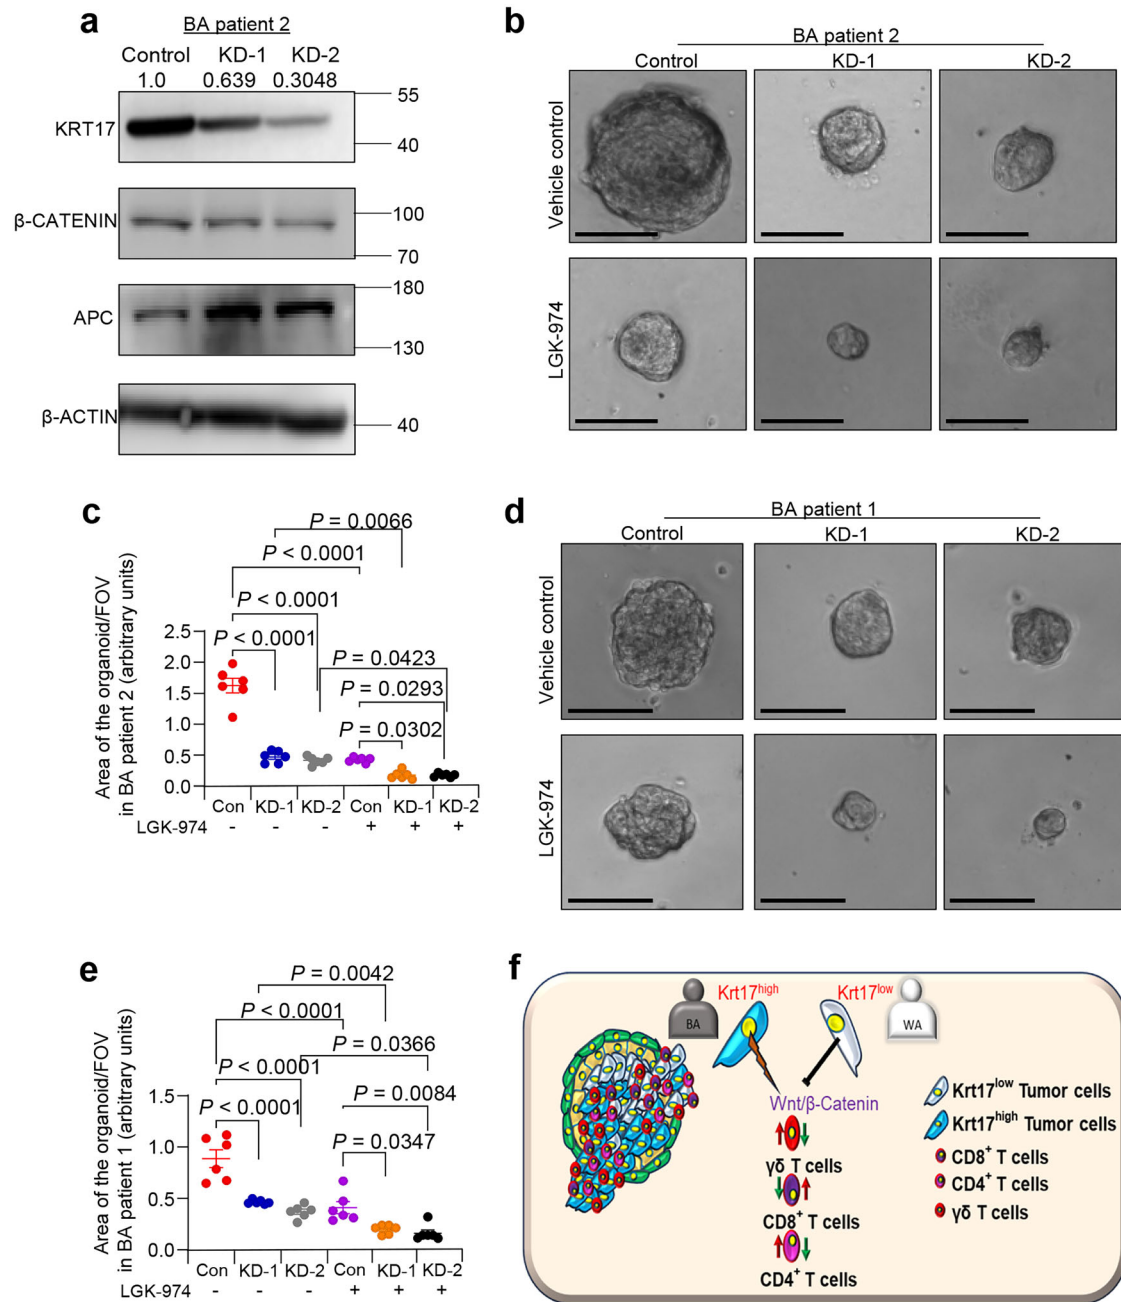 a
BA patient 2
Control KD-1 KD-2
1.0 0.639 0.3048
KRT17
55
40
β-CATENIN
100
70
APC
180
130
β-ACTIN
40
b
BA patient 2
Control KD-1 KD-2
Vehicle control
LGK-974
c
P = 0.0066
P < 0.0001
P < 0.0001
P < 0.0001
P = 0.0423
P = 0.0293
P = 0.0302
Area of the organoid/FOV
in BA patient 2 (arbitrary units)
2.5
2.0
1.5
1.0
0.5
0.0
Con KD-1 KD-2 Con KD-1 KD-2
LGK-974 - - - + + +
d
BA patient 1
Control KD-1 KD-2
Vehicle control
LGK-974
e
P = 0.0042
P < 0.0001
P = 0.0366
P < 0.0001
P = 0.0084
P < 0.0001
P = 0.0347
Area of the organoid/FOV
in BA patient 1 (arbitrary units)
1.5
1.0
0.5
0.0
Con KD-1 KD-2 Con KD-1 KD-2
LGK-974 - - - + + +
f
BA
Krt17high
Krt17low
WA
Wnt/β-Catenin
γδ T cells
CD8+ T cells
CD4+ T cells
Krt17low Tumor cells
Krt17high Tumor cells
CD8+ T cells
CD4+ T cells
γδ T cells